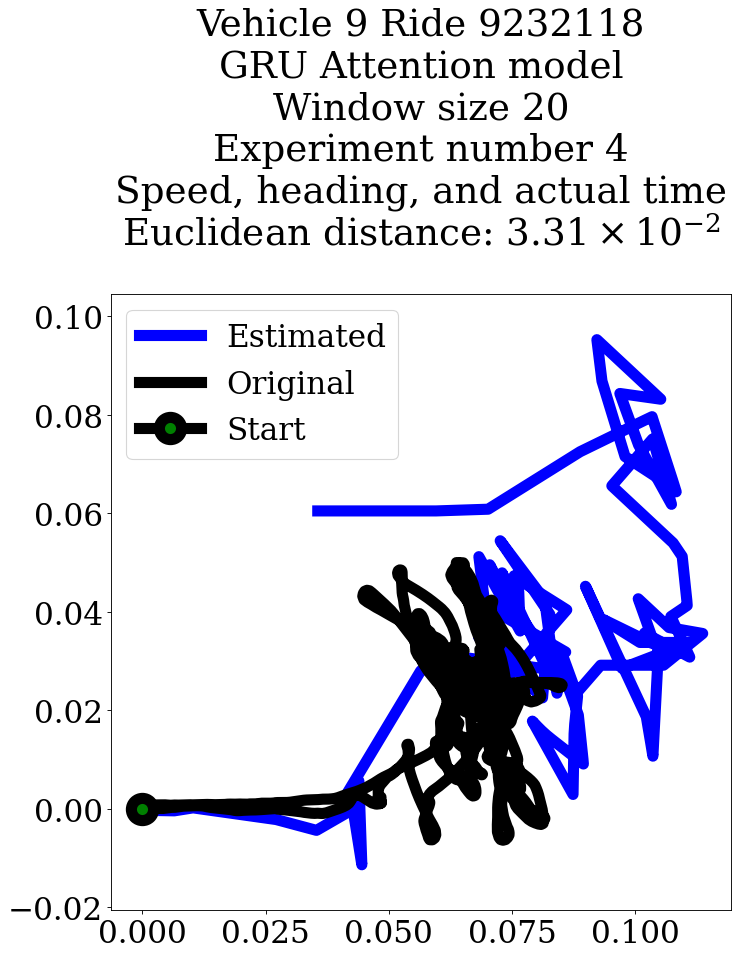 Vehicle 9 Ride 9232118
GRU Attention model
Window size 20
Experiment number 4
Speed, heading, and actual time
Euclidean distance: 3.31 × 10⁻²
Estimated
Original
Start
0.10
0.08
0.06
0.04
0.02
0.00
−0.02
0.000 0.025 0.050 0.075 0.100